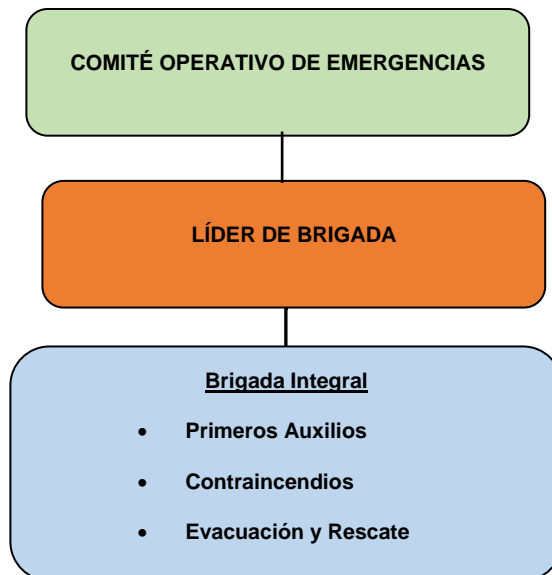 COMITÉ OPERATIVO DE EMERGENCIAS
LÍDER DE BRIGADA
Brigada Integral
• Primeros Auxilios
• Contraincendios
• Evacuación y Rescate